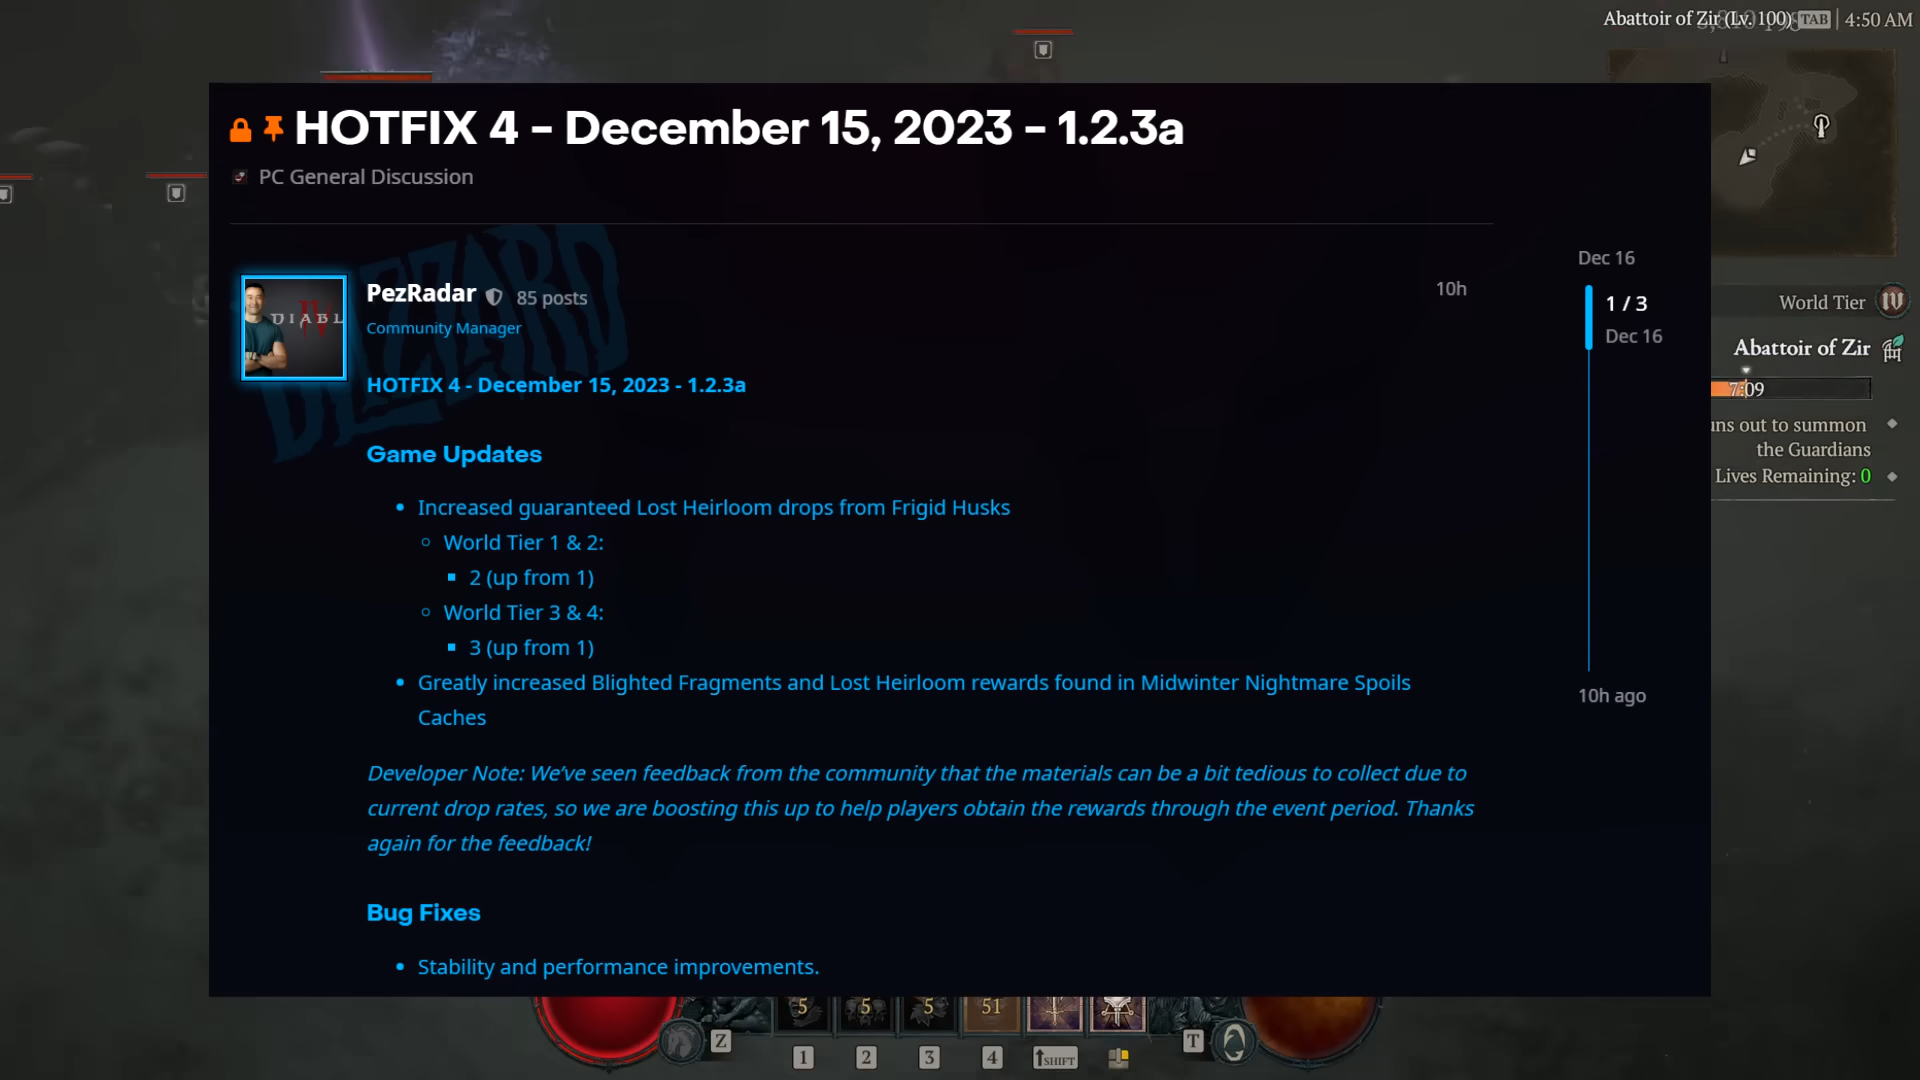 Abattoir of Zir (Lv. 100) TAB 4:50 AM
HOTFIX 4 – December 15, 2023 – 1.2.3a
PC General Discussion
BLIZZARD
Dec 16
PezRadar 85 posts
10h
1 / 3
World Tier IV
Community Manager
Dec 16
DIABL
IV
Abattoir of Zir
HOTFIX 4 - December 15, 2023 - 1.2.3a
7:09
uns out to summon
the Guardians
Game Updates
Lives Remaining: 0
Increased guaranteed Lost Heirloom drops from Frigid Husks
World Tier 1 & 2:
2 (up from 1)
World Tier 3 & 4:
3 (up from 1)
Greatly increased Blighted Fragments and Lost Heirloom rewards found in Midwinter Nightmare Spoils
Caches
10h ago
Developer Note: We’ve seen feedback from the community that the materials can be a bit tedious to collect due to
current drop rates, so we are boosting this up to help players obtain the rewards through the event period. Thanks
again for the feedback!
Bug Fixes
Stability and performance improvements.
5 5 5 51
Z T
1 2 3 4 SHIFT